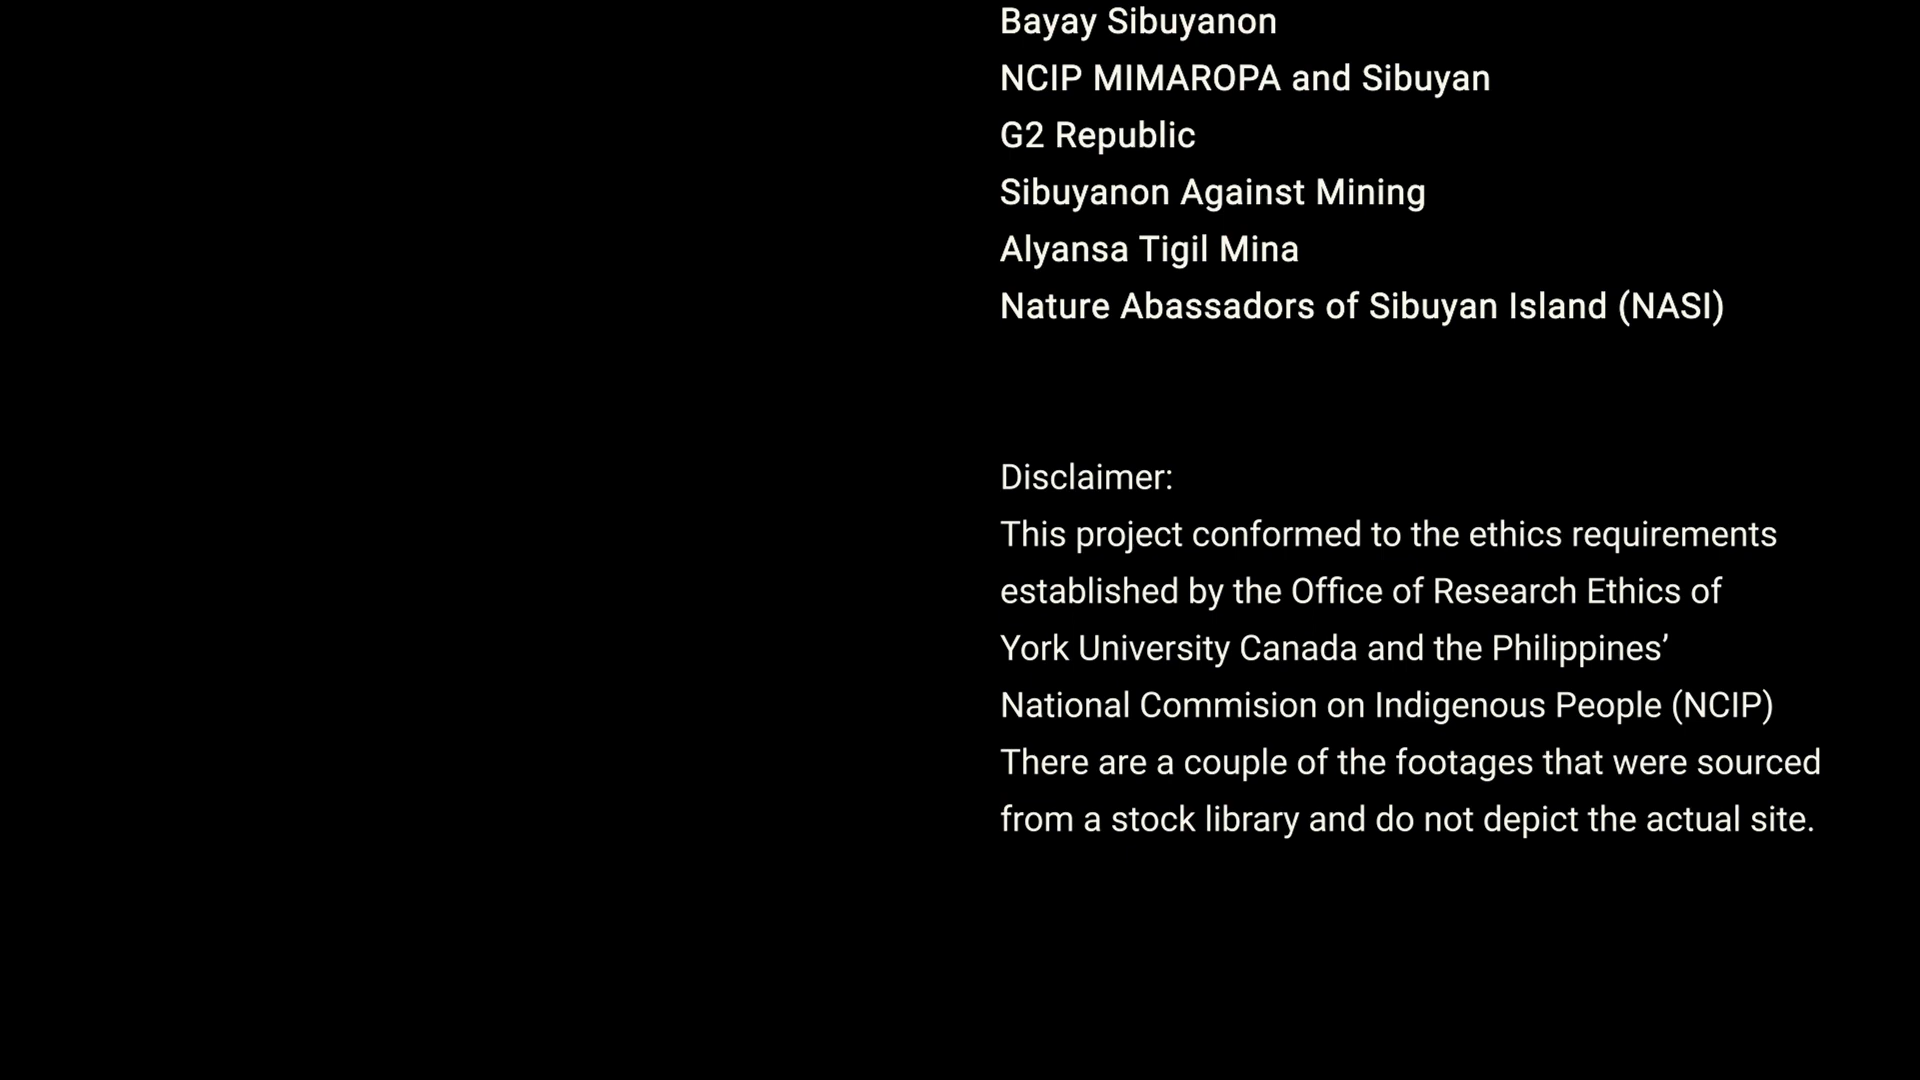 Bayay Sibuyanon
NCIP MIMAROPA and Sibuyan
G2 Republic
Sibuyanon Against Mining
Alyansa Tigil Mina
Nature Abassadors of Sibuyan Island (NASI)
Disclaimer:
This project conformed to the ethics requirements
established by the Office of Research Ethics of
York University Canada and the Philippines’
National Commision on Indigenous People (NCIP)
There are a couple of the footages that were sourced
from a stock library and do not depict the actual site.